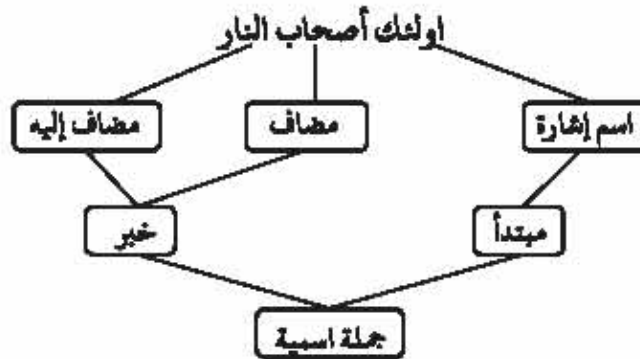 اولئك أصحاب النار
اسم إشارة
مضاف
مضاف إليه
مبتدأ
خبر
جملة اسمية